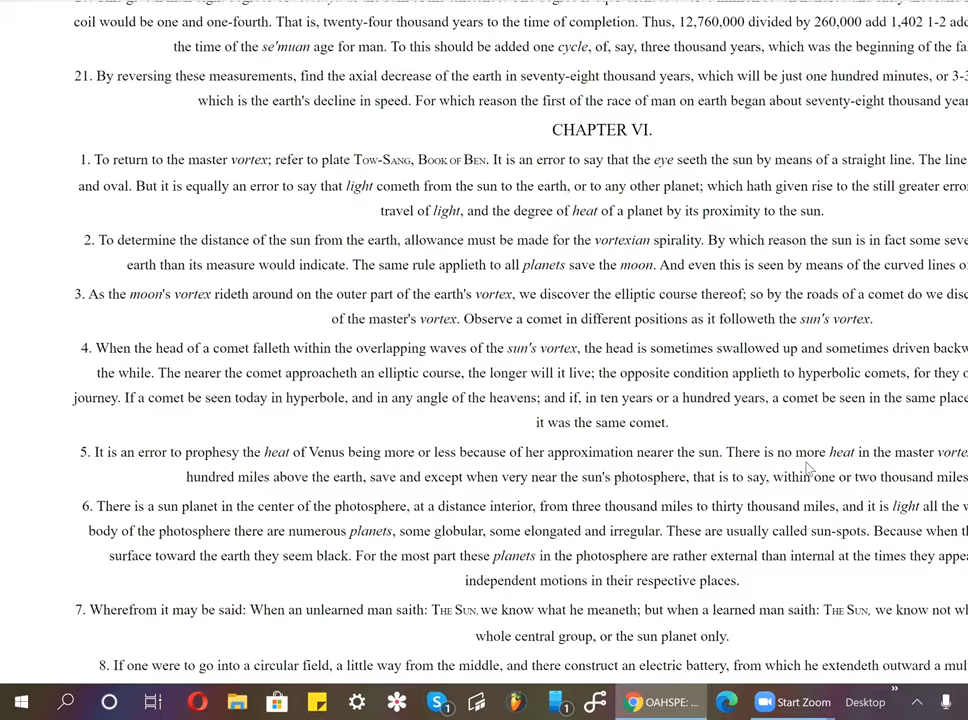 coil would be one and one-fourth. That is, twenty-four thousand years to the time of completion. Thus, 12,760,000 divided by 260,000 add 1,402 1-2
the time of the se'muan age for man. To this should be added one cycle, of, say, three thousand years, which was the beginning of the
21. By reversing these measurements, find the axial decrease of the earth in seventy-eight thousand years, which will be just one hundred minutes, or
which is the earth's decline in speed. For which reason the first of the race of man on earth began about seventy-eight thousand
CHAPTER VI.
1. To return to the master vortex; refer to plate Tow-Sang, Book of Ben. It is an error to say that the eye seeth the sun by means of a straight line. The line
and oval. But it is equally an error to say that light cometh from the sun to the earth, or to any other planet; which hath given rise to the still greater
travel of light, and the degree of heat of a planet by its proximity to the sun.
2. To determine the distance of the sun from the earth, allowance must be made for the vortexian spirality. By which reason the sun is in fact some
earth than its measure would indicate. The same rule applieth to all planets save the moon. And even this is seen by means of the curved lines
3. As the moon's vortex rideth around on the outer part of the earth's vortex, we discover the elliptic course thereof; so by the roads of a comet do we
of the master's vortex. Observe a comet in different positions as it followeth the sun's vortex.
4. When the head of a comet falleth within the overlapping waves of the sun's vortex, the head is sometimes swallowed up and sometimes driven
the while. The nearer the comet approacheth an elliptic course, the longer will it live; the opposite condition applieth to hyperbolic comets, for they
journey. If a comet be seen today in hyperbole, and in any angle of the heavens; and if, in ten years or a hundred years, a comet be seen in the same
it was the same comet.
5. It is an error to prophesy the heat of Venus being more or less because of her approximation nearer the sun. There is no more heat in the master
hundred miles above the earth, save and except when very near the sun's photosphere, that is to say, within one or two thousand miles
6. There is a sun planet in the center of the photosphere, at a distance interior, from three thousand miles to thirty thousand miles, and it is light all the
body of the photosphere there are numerous planets, some globular, some elongated and irregular. These are usually called sun-spots. Because when
surface toward the earth they seem black. For the most part these planets in the photosphere are rather external than internal at the times they
independent motions in their respective places.
7. Wherefrom it may be said: When an unlearned man saith: The Sun, we know what he meaneth; but when a learned man saith: The Sun, we know not
whole central group, or the sun planet only.
8. If one were to go into a circular field, a little way from the middle, and there construct an electric battery, from which he extendeth outward a
OAHSPE: ... Start Zoom Desktop »